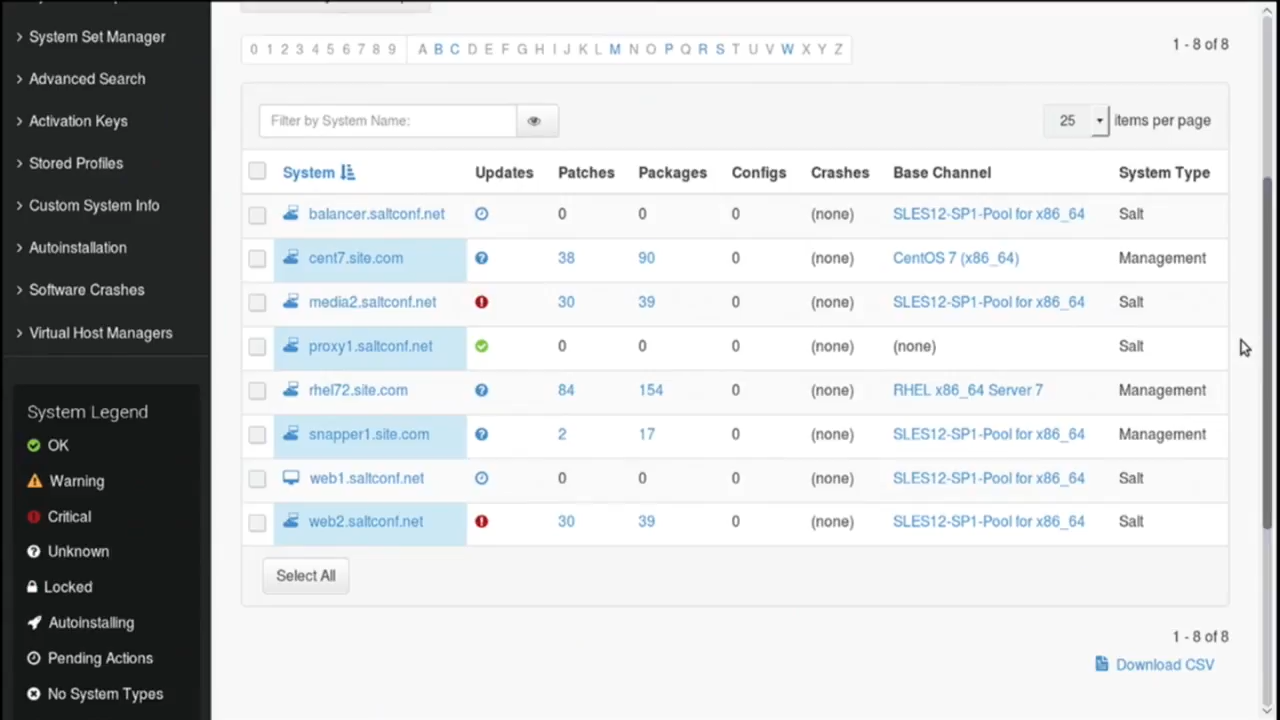 System Set Manager
Advanced Search
Activation Keys
Stored Profiles
Custom System Info
Autoinstallation
Software Crashes
Virtual Host Managers
System Legend
OK
Warning
Critical
Unknown
Locked
Autoinstalling
Pending Actions
No System Types
0 1 2 3 4 5 6 7 8 9 A B C D E F G H I J K L M N O P Q R S T U V W X Y Z
1 - 8 of 8
Filter by System Name:
25 items per page
System Updates Patches Packages Configs Crashes Base Channel System Type
balancer.saltconf.net 0 0 0 (none) SLES12-SP1-Pool for x86_64 Salt
cent7.site.com 38 90 0 (none) CentOS 7 (x86_64) Management
media2.saltconf.net 30 39 0 (none) SLES12-SP1-Pool for x86_64 Salt
proxy1.saltconf.net 0 0 0 (none) (none) Salt
rhel72.site.com 84 154 0 (none) RHEL x86_64 Server 7 Management
snapper1.site.com 2 17 0 (none) SLES12-SP1-Pool for x86_64 Management
web1.saltconf.net 0 0 0 (none) SLES12-SP1-Pool for x86_64 Salt
web2.saltconf.net 30 39 0 (none) SLES12-SP1-Pool for x86_64 Salt
Select All
1 - 8 of 8
Download CSV